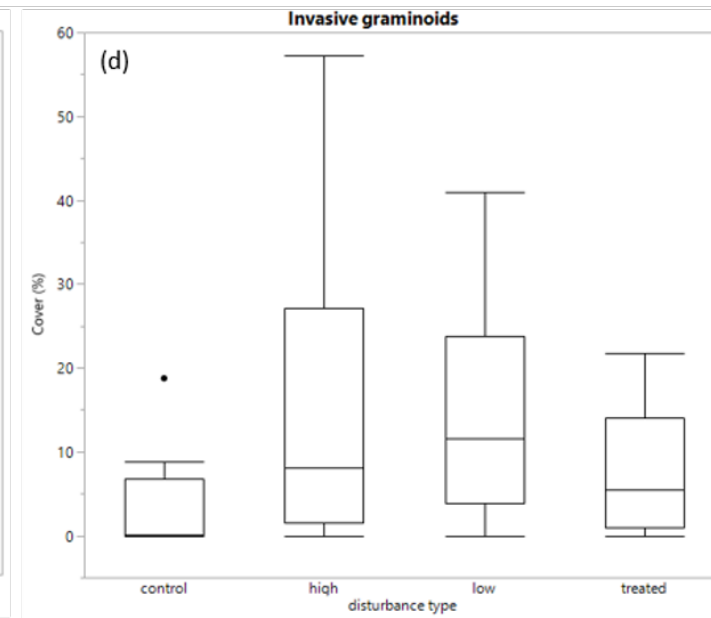 Invasive graminoids
(d)
60
50
40
30
20
10
0
Cover (%)
control high low treated
disturbance type